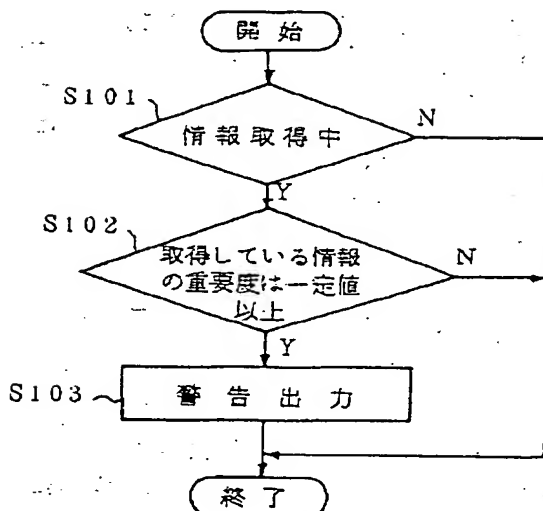 開始
S101
情報取得中
N
Y
S102
取得している情報
の重要度は一定値
以上
N
Y
S103
警告出力
終了